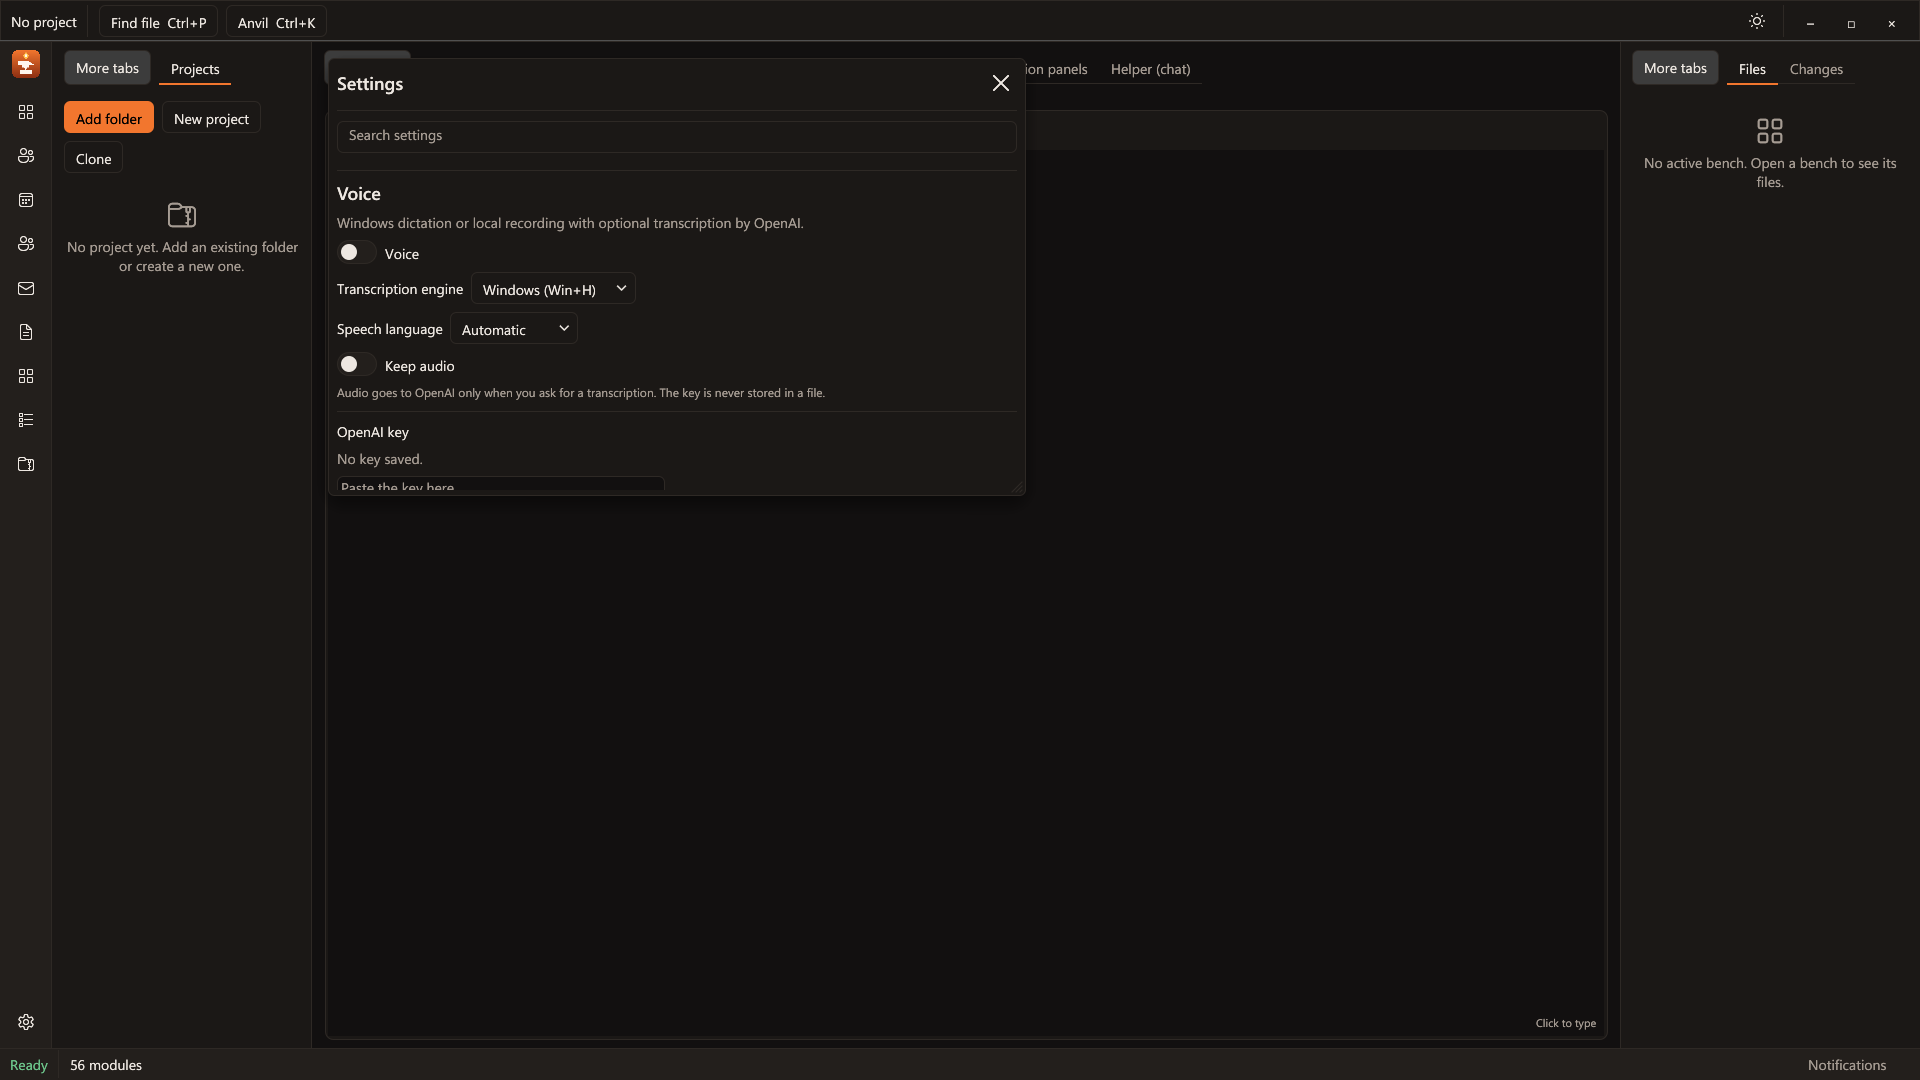 No project
Find file Ctrl+P
Anvil Ctrl+K
More tabs
Projects
Add folder
New project
Clone
No project yet. Add an existing folder
or create a new one.
Settings
Search settings
Voice
Windows dictation or local recording with optional transcription by OpenAI.
Voice
Transcription engine
Windows (Win+H)
Speech language
Automatic
Keep audio
Audio goes to OpenAI only when you ask for a transcription. The key is never stored in a file.
OpenAI key
No key saved.
Paste the key here
panels
Helper (chat)
Click to type
More tabs
Files
Changes
No active bench. Open a bench to see its
files.
Ready
56 modules
Notifications